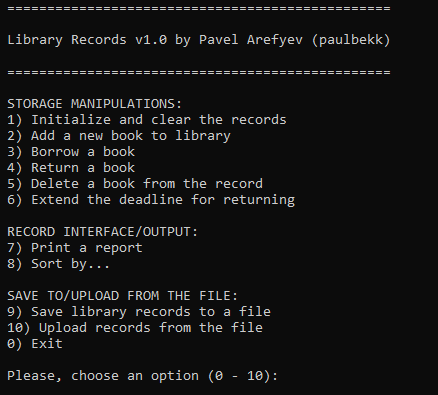 ================================================
Library Records v1.0 by Pavel Arefyev (paulbekk)
================================================
STORAGE MANIPULATIONS:
1) Initialize and clear the records
2) Add a new book to library
3) Borrow a book
4) Return a book
5) Delete a book from the record
6) Extend the deadline for returning
RECORD INTERFACE/OUTPUT:
7) Print a report
8) Sort by...
SAVE TO/UPLOAD FROM THE FILE:
9) Save library records to a file
10) Upload records from the file
0) Exit
Please, choose an option (0 - 10):